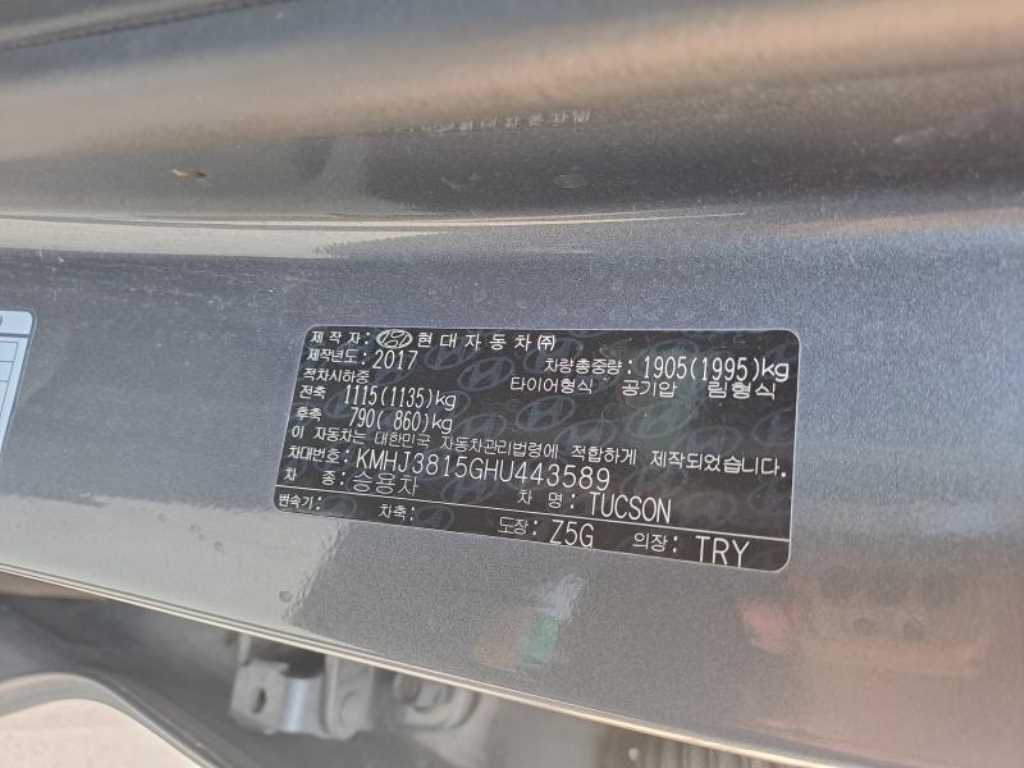 제 작 자 : 현 대 자 동 차 ㈜
제작년도 : 2017 차량총중량 : 1905(1995)kg
적차시하중 타이어형식 공기압 림형식
전축 1115(1135)kg
후축 790( 860)kg
이 자동차는 대한민국 자동차관리법령에 적합하게 제작되었습니다.
차대번호 : KMHJ3815GHU443589
차 종 : 승용차 차 명 : TUCSON
변속기 : 차축 : 도장 : Z5G 의장 : TRY